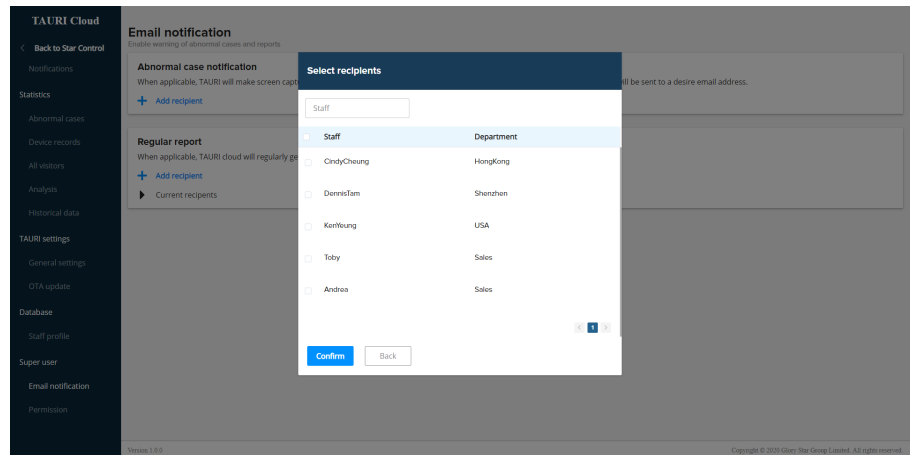 TAURI Cloud
Back to Star Control
Notifications
Statistics
Abnormal cases
Device records
All visitors
Analysis
Historical data
TAURI settings
General settings
OTA update
Database
Staff profile
Super user
Email notification
Permission
Email notification
Enable warning of abnormal cases and reports
Abnormal case notification
When applicable, TAURI will make screen capt
ill be sent to a desire email address.
Add recipient
Regular report
When applicable, TAURI cloud will regularly ge
Add recipient
Current recipents
Select recipients
Staff
Staff Department
CindyCheung HongKong
DennisTam Shenzhen
KenYeung USA
Toby Sales
Andrea Sales
< 1 >
Confirm Back
Version 1.0.0
Copyright © 2020 Glory Star Group Limited. All rights reserved.